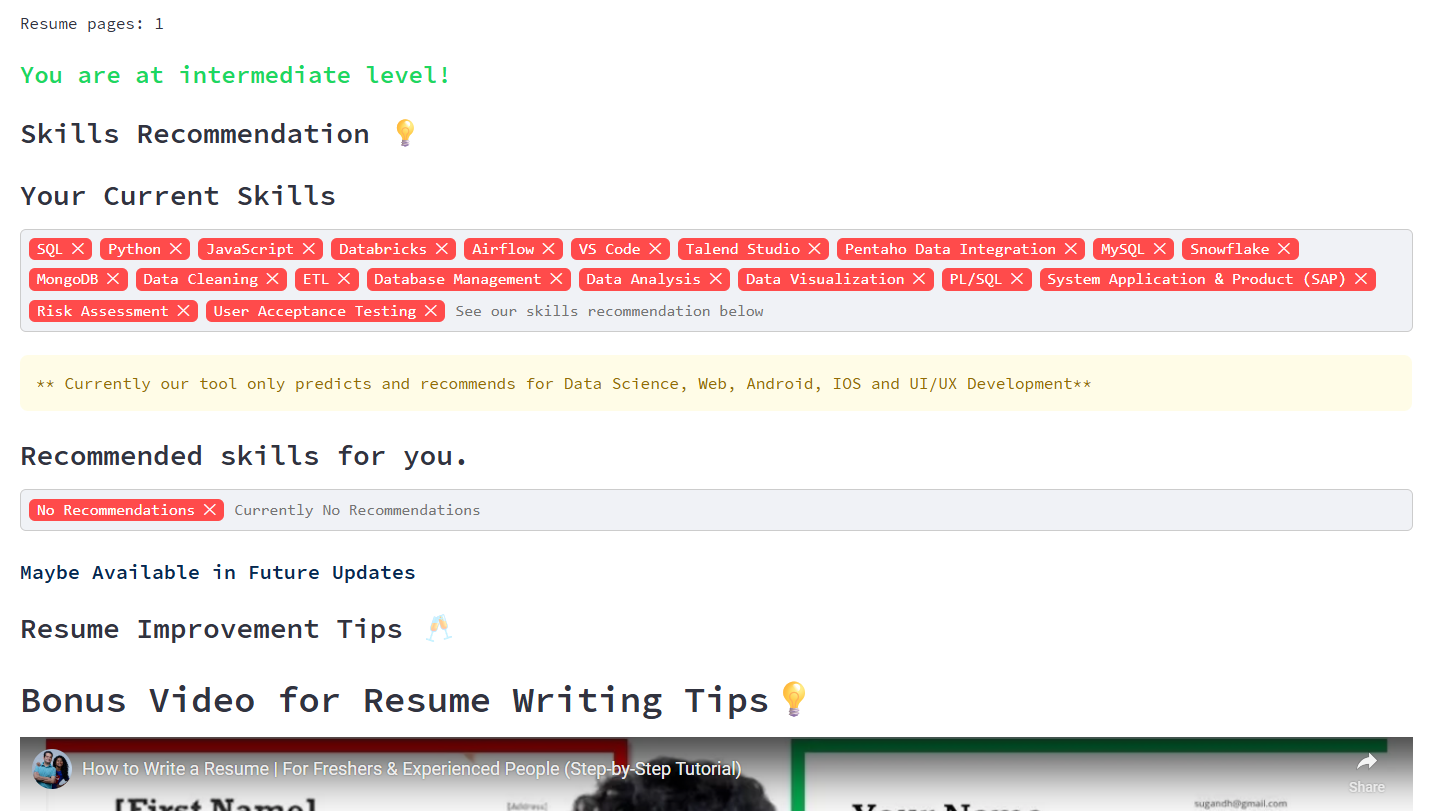 Resume pages: 1
You are at intermediate level!
Skills Recommendation 💡
Your Current Skills
SQL Python JavaScript Databricks Airflow VS Code Talend Studio Pentaho Data Integration MySQL Snowflake
MongoDB Data Cleaning ETL Database Management Data Analysis Data Visualization PL/SQL System Application & Product (SAP)
Risk Assessment User Acceptance Testing See our skills recommendation below
** Currently our tool only predicts and recommends for Data Science, Web, Android, IOS and UI/UX Development**
Recommended skills for you.
No Recommendations Currently No Recommendations
Maybe Available in Future Updates
Resume Improvement Tips 🥂
Bonus Video for Resume Writing Tips💡
How to Write a Resume | For Freshers & Experienced People (Step-by-Step Tutorial)
Share
[First Name] [Address] Your Name sugandh@gmail.com